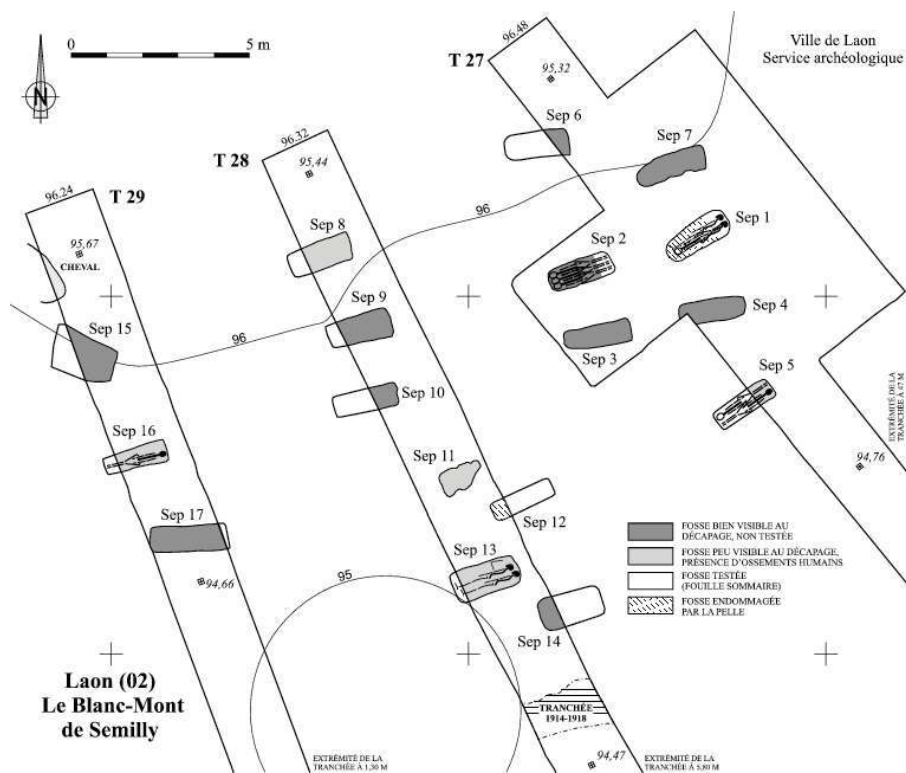 0
5 m
N
Ville de Laon
Service archéologique
96.48
T 27
95,32
Sep 6
Sep 7
96.32
T 28
95,44
96.24
T 29
95,67
CHEVAL
Sep 8
96
Sep 1
Sep 2
Sep 9
Sep 4
Sep 15
96
Sep 3
Sep 10
Sep 5
EXTRÉMITÉ DE LA
TRANCHÉE À 47 M
Sep 16
Sep 11
94,76
Sep 17
Sep 12
FOSSE BIEN VISIBLE AU
DÉCAPAGE, NON TESTÉE
FOSSE PEU VISIBLE AU DÉCAPAGE,
PRÉSENCE D'OSSEMENTS HUMAINS
FOSSE TESTÉE
(FOUILLE SOMMAIRE)
FOSSE ENDOMMAGÉE
PAR LA PELLE
Sep 13
94,66
95
Sep 14
Laon (02)
Le Blanc-Mont
de Semilly
TRANCHÉE
1914-1918
94,47
EXTRÉMITÉ DE LA
TRANCHÉE À 1,30 M
EXTRÉMITÉ DE LA
TRANCHÉE À 5,80 M